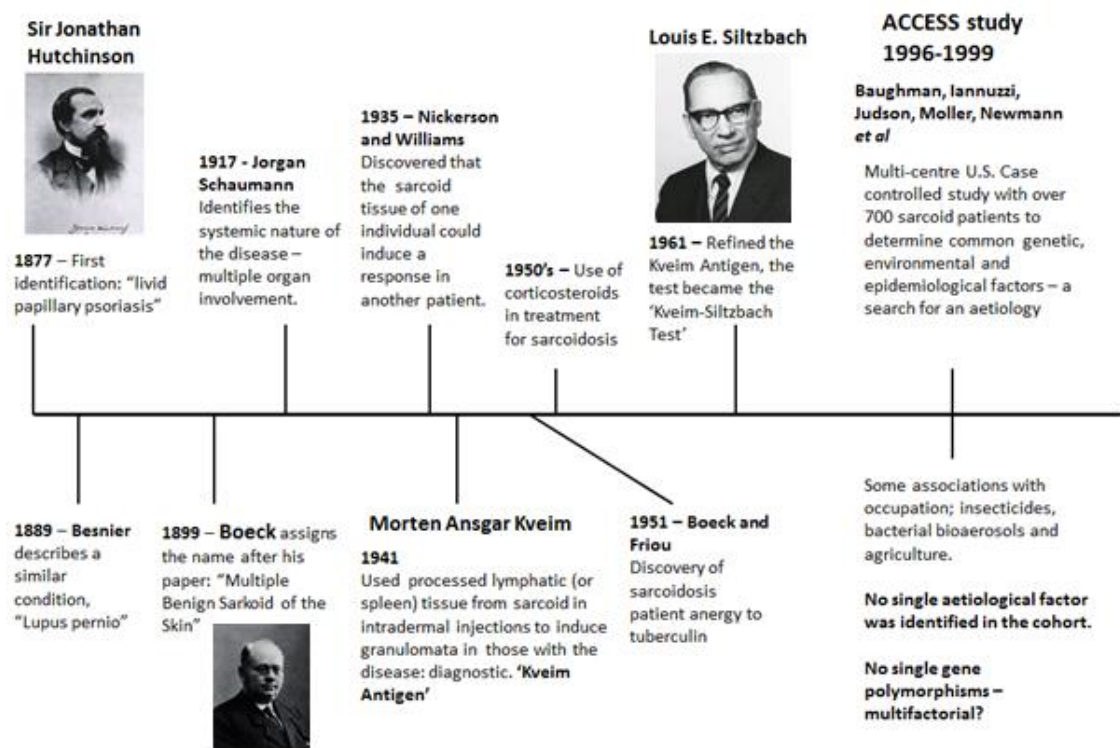 Sir Jonathan
Hutchinson
1877 – First
identification: “livid
papillary psoriasis”
1917 - Jorgan
Schaumann
Identifies the
systemic nature of
the disease –
multiple organ
involvement.
1935 – Nickerson
and Williams
Discovered that
the sarcoid
tissue of one
individual could
induce a
response in
another patient.
1950's – Use of
corticosteroids
in treatment
for sarcoidosis
Louis E. Siltzbach
1961 – Refined the
Kveim Antigen, the
test became the
‘Kveim-Siltzbach
Test’
ACCESS study
1996-1999
Baughman, Iannuzzi,
Judson, Moller, Newmann
et al
Multi-centre U.S. Case
controlled study with over
700 sarcoid patients to
determine common genetic,
environmental and
epidemiological factors – a
search for an aetiology
1889 – Besnier
describes a
similar
condition,
“Lupus pernio”
1899 – Boeck assigns
the name after his
paper: “Multiple
Benign Sarkoid of the
Skin”
Morten Ansgar Kveim
1941
Used processed lymphatic (or
spleen) tissue from sarcoid in
intradermal injections to induce
granulomata in those with the
disease: diagnostic. ‘Kveim
Antigen’
1951 – Boeck and
Friou
Discovery of
sarcoidosis
patient anergy to
tuberculin
Some associations with
occupation; insecticides,
bacterial bioaerosols and
agriculture.
No single aetiological factor
was identified in the cohort.
No single gene
polymorphisms –
multifactorial?